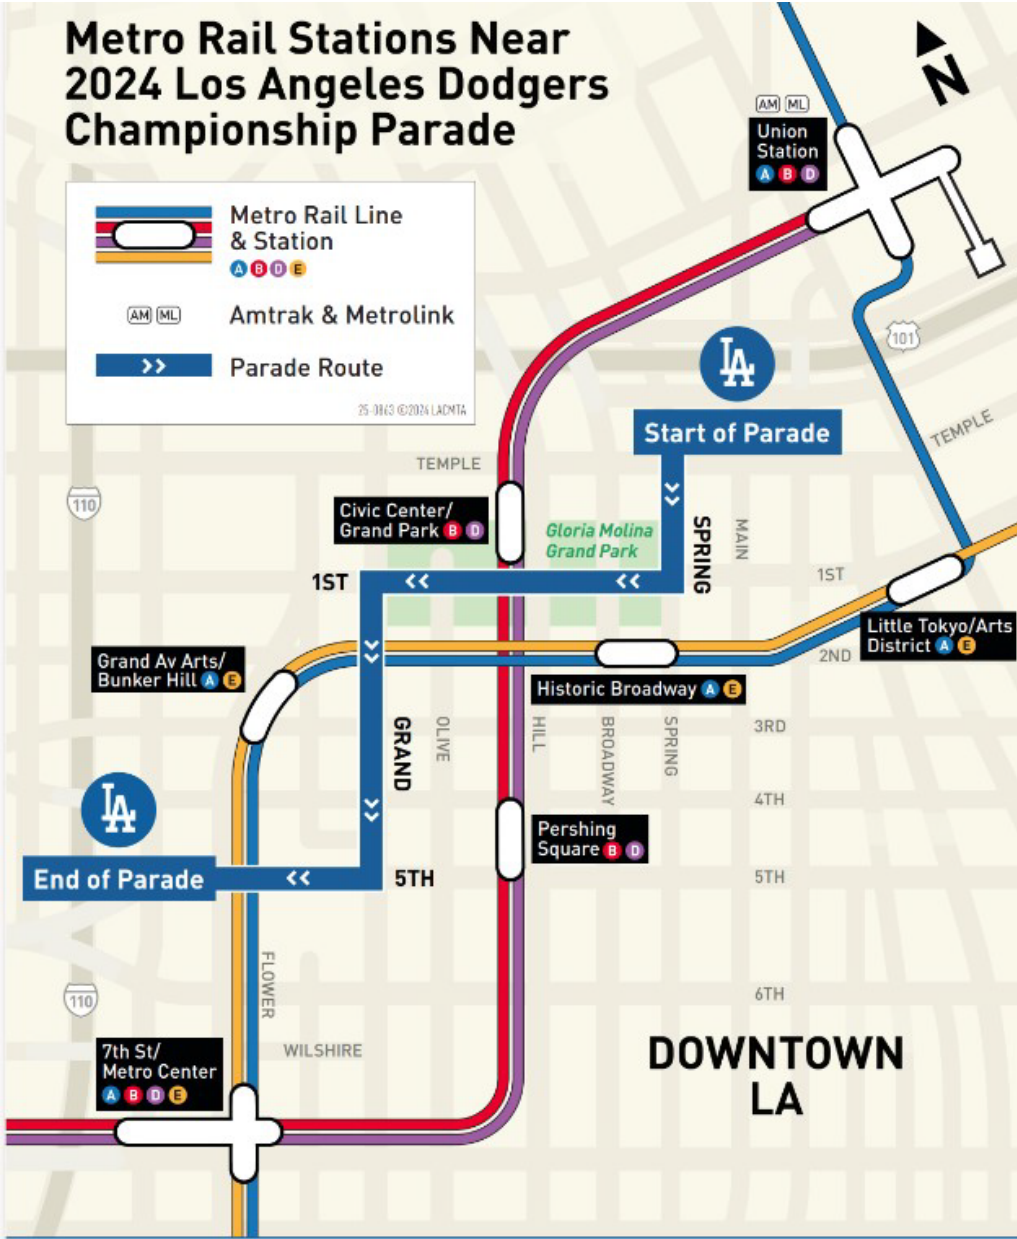 Metro Rail Stations Near
2024 Los Angeles Dodgers
Championship Parade
N
AM ML
Union
Station
A B D
Metro Rail Line
& Station
A B D E
AM ML Amtrak & Metrolink
>> Parade Route
25-0863 ©2024 LACMTA
101
LA
Start of Parade
TEMPLE
TEMPLE
110
Civic Center/
Grand Park B D
Gloria Molina
Grand Park
SPRING
MAIN
1ST
1ST
Little Tokyo/Arts
District A E
2ND
Grand Av Arts/
Bunker Hill A E
Historic Broadway A E
GRAND
OLIVE
HILL
BROADWAY
SPRING
3RD
4TH
LA
Pershing
Square B D
End of Parade
5TH
5TH
FLOWER
110
6TH
7th St/
Metro Center
A B D E
WILSHIRE
DOWNTOWN
LA